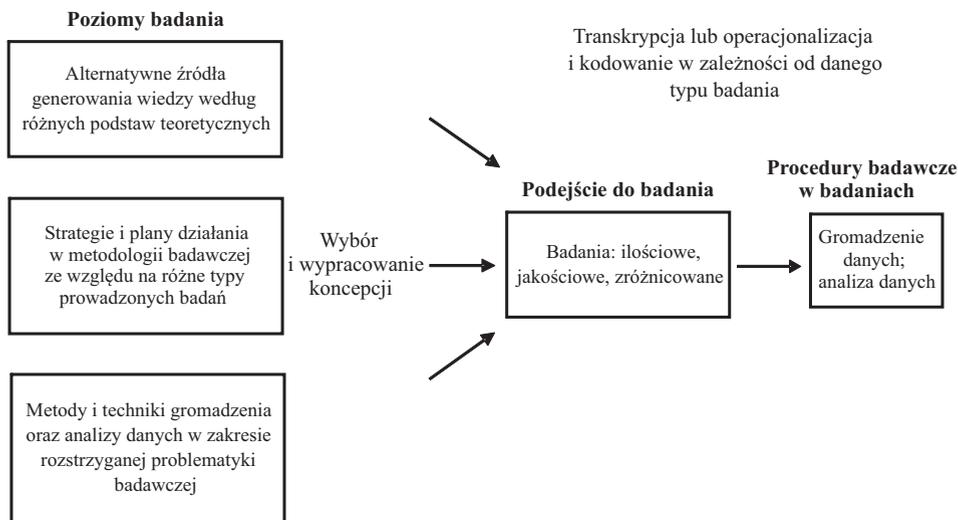 Poziomy badania
Alternatywne źródła
generowania wiedzy według
różnych podstaw teoretycznych
Strategie i plany działania
w metodologii badawczej
ze względu na różne typy
prowadzonych badań
Metody i techniki gromadzenia
oraz analizy danych w zakresie
rozstrzyganej problematyki
badawczej
Wybór
i wypracowanie
koncepcji
Transkrypcja lub operacjonalizacja
i kodowanie w zależności od danego
typu badania
Podejście do badania
Badania: ilościowe,
jakościowe, zróżnicowane
Procedury badawcze
w badaniach
Gromadzenie
danych;
analiza danych